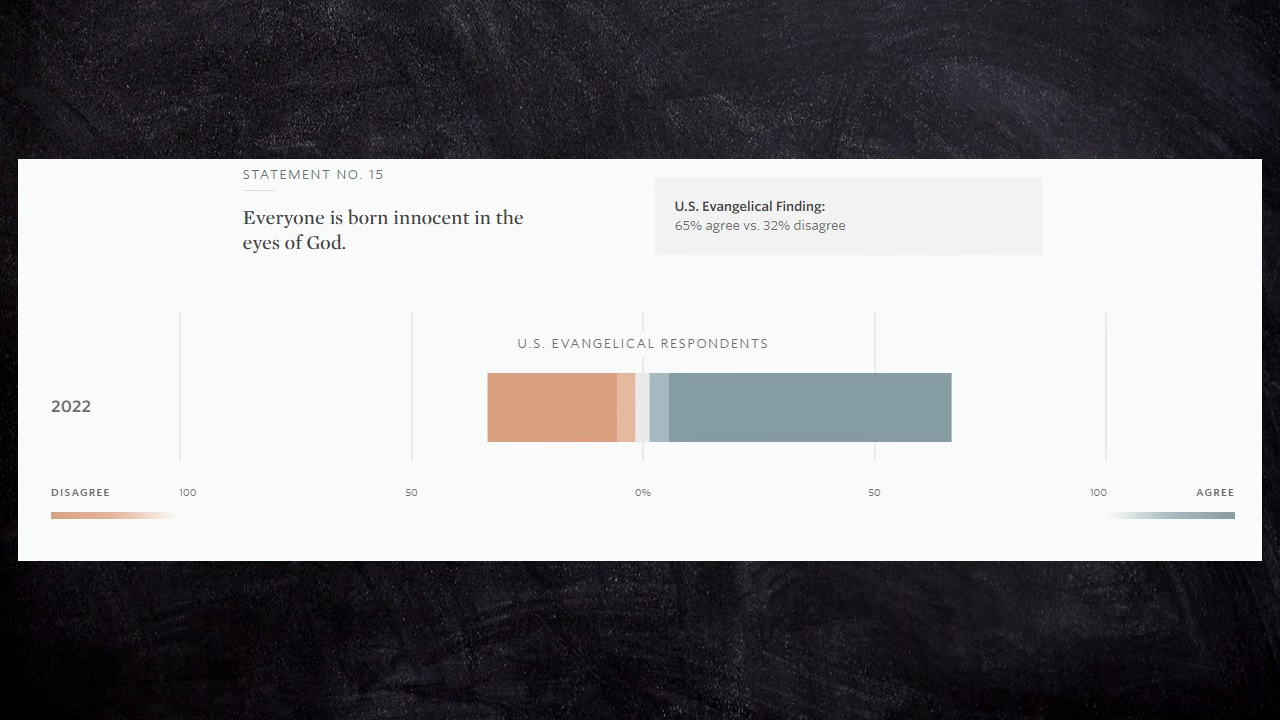 STATEMENT NO. 15
Everyone is born innocent in the
eyes of God.
U.S. Evangelical Finding:
65% agree vs. 32% disagree
U.S. EVANGELICAL RESPONDENTS
2022
DISAGREE 100 50 0% 50 100 AGREE